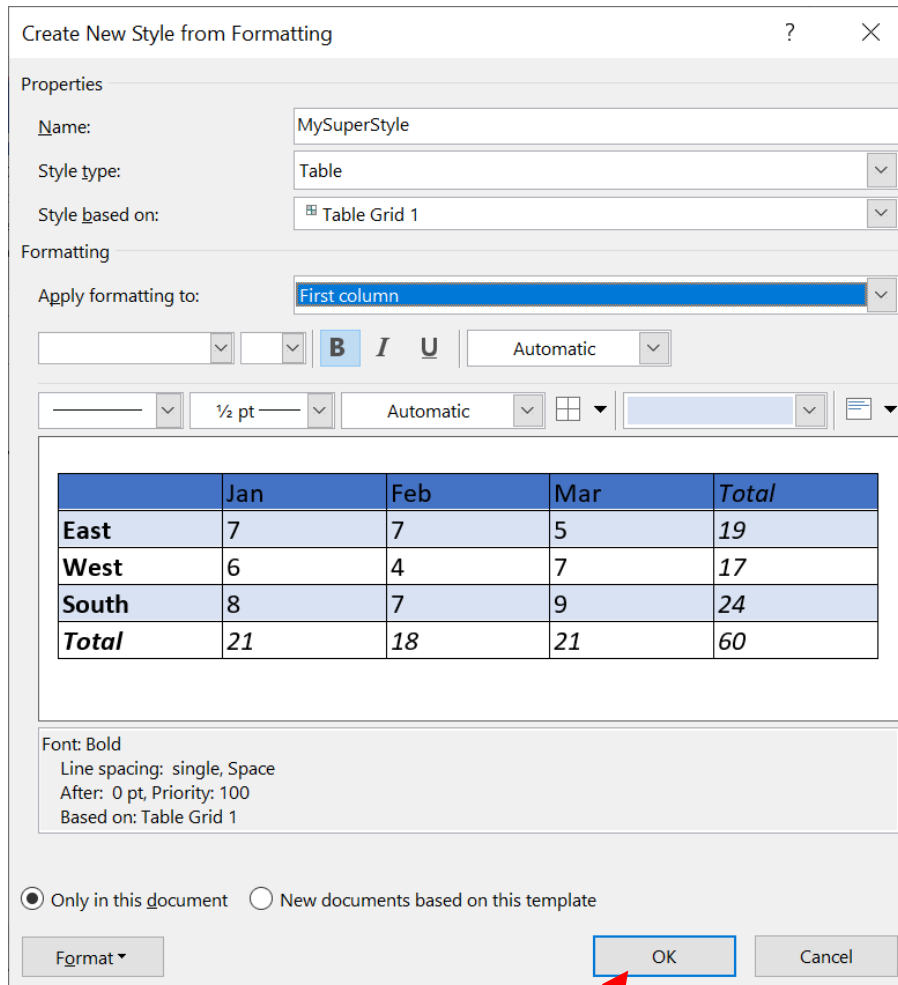 Create New Style from Formatting ?
Properties
Name: MySuperStyle
Style type: Table
Style based on: Table Grid 1
Formatting
Apply formatting to: First column
B I U Automatic
½ pt Automatic
Jan Feb Mar Total
East 7 7 5 19
West 6 4 7 17
South 8 7 9 24
Total 21 18 21 60
Font: Bold
Line spacing: single, Space
After: 0 pt, Priority: 100
Based on: Table Grid 1
Only in this document New documents based on this template
Format OK Cancel